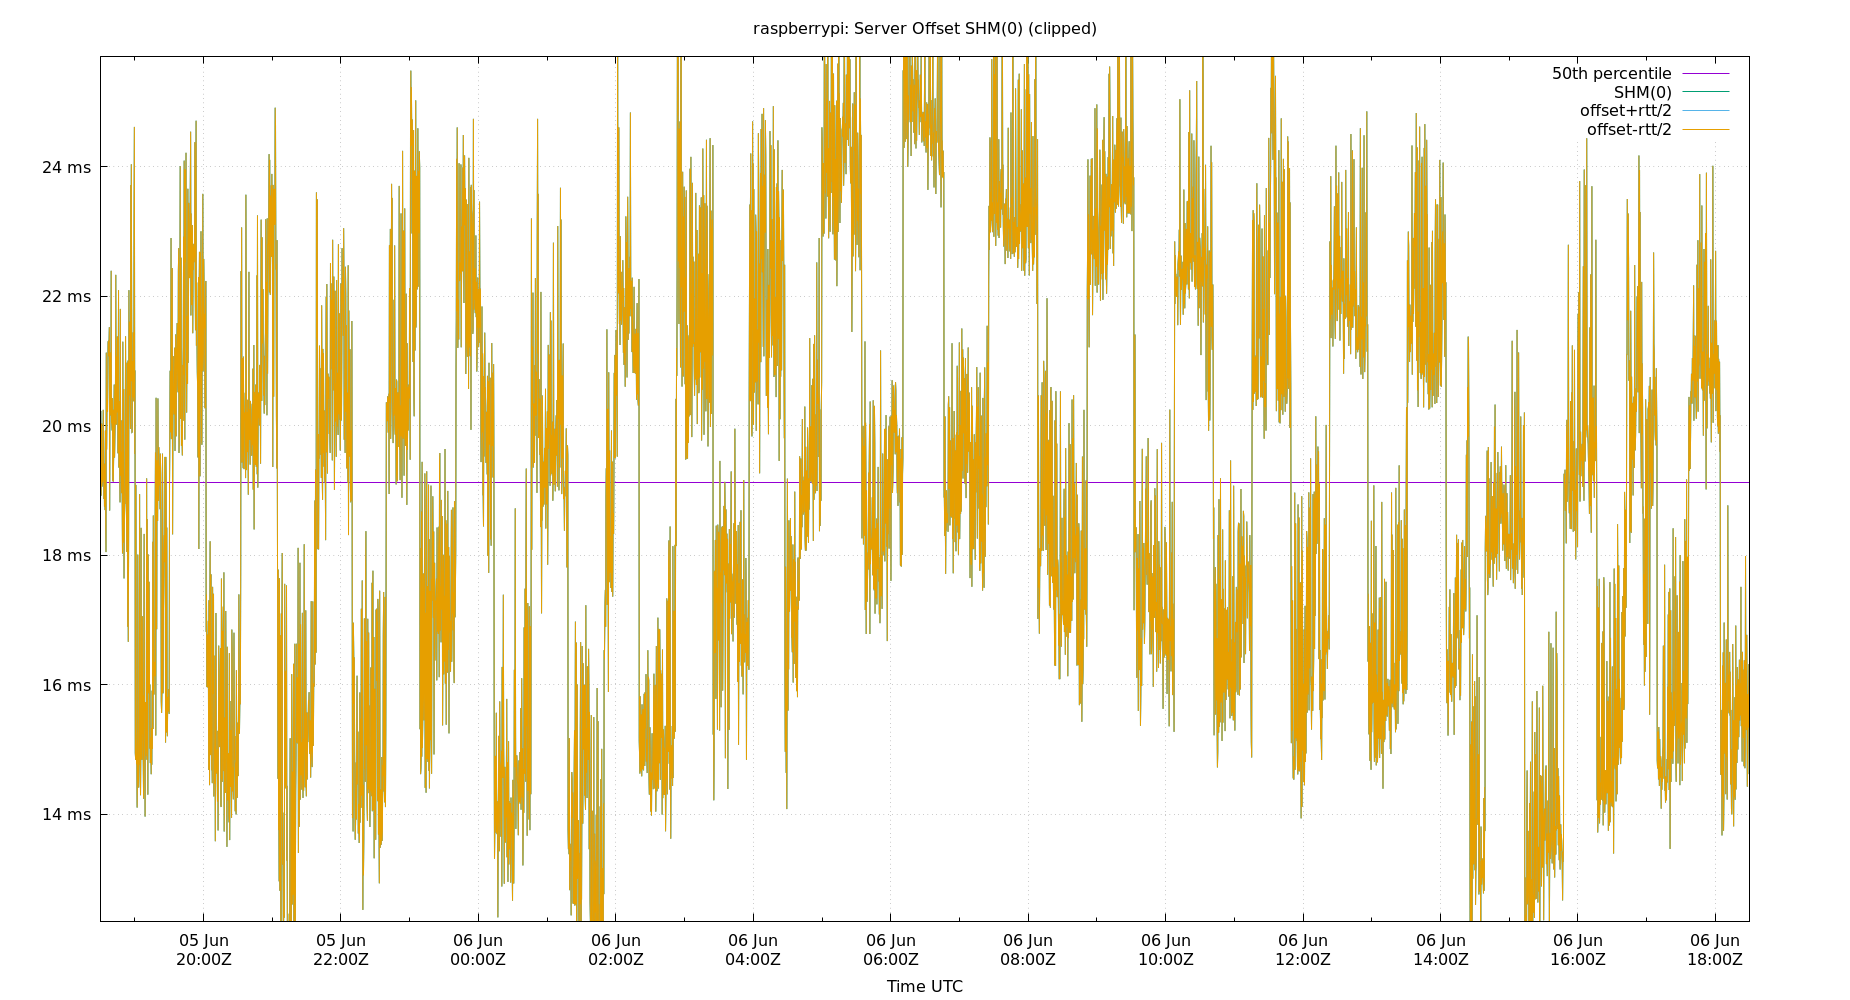 raspberrypi: Server Offset SHM(0) (clipped)
50th percentile
SHM(0)
offset+rtt/2
offset-rtt/2
24 ms
22 ms
20 ms
18 ms
16 ms
14 ms
05 Jun 05 Jun 06 Jun 06 Jun 06 Jun 06 Jun 06 Jun 06 Jun 06 Jun 06 Jun 06 Jun 06 Jun
20:00Z 22:00Z 00:00Z 02:00Z 04:00Z 06:00Z 08:00Z 10:00Z 12:00Z 14:00Z 16:00Z 18:00Z
Time UTC